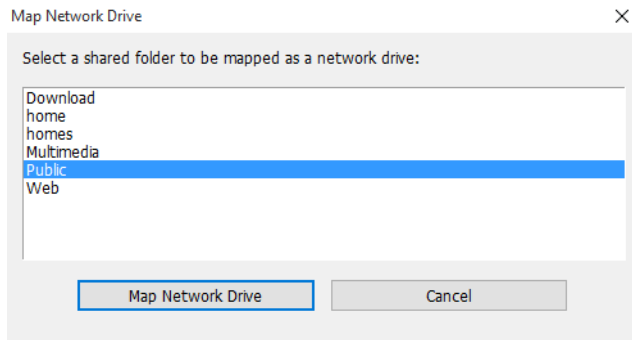 Map Network Drive
Select a shared folder to be mapped as a network drive:
Download
home
homes
Multimedia
Public
Web
Map Network Drive
Cancel